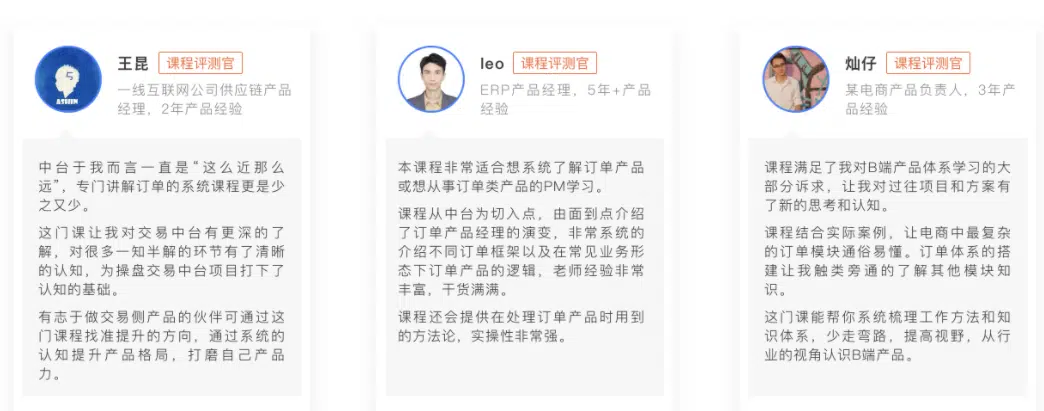 王昆 课程评测官
一线互联网公司供应链产品
经理，2年产品经验
中台于我而言一直是“这么近那么
远”，专门讲解订单的系统课程更是少
之又少。
这门课让我对交易中台有更深的了
解，对很多一知半解的环节有了清晰
的认知，为操盘交易中台项目打下了
认知的基础。
有志于做交易侧产品的伙伴可通过这
门课程找准提升的方向，通过系统的
认知提升产品格局，打磨自己产品
力。
leo 课程评测官
ERP产品经理，5年+产品
经验
本课程非常适合想系统了解订单产品
或想从事订单类产品的PM学习。
课程从中台为切入点，由面到点介绍
了订单产品经理的演变，非常系统的
介绍不同订单框架以及在常见业务形
态下订单产品的逻辑，老师经验非常
丰富，干货满满。
课程还会提供在处理订单产品时用到
的方法论，实操性非常强。
灿仔 课程评测官
某电商产品负责人，3年产
品经验
课程满足了我对B端产品体系学习的大
部分诉求，让我对过往项目和方案有
了新的思考和认知。
课程结合实际案例，让电商中最复杂
的订单模块通俗易懂。订单体系的搭
建让我触类旁通的了解其他模块知
识。
这门课能帮你系统梳理工作方法和知
识体系，少走弯路，提高视野，从行
业的视角认识B端产品。